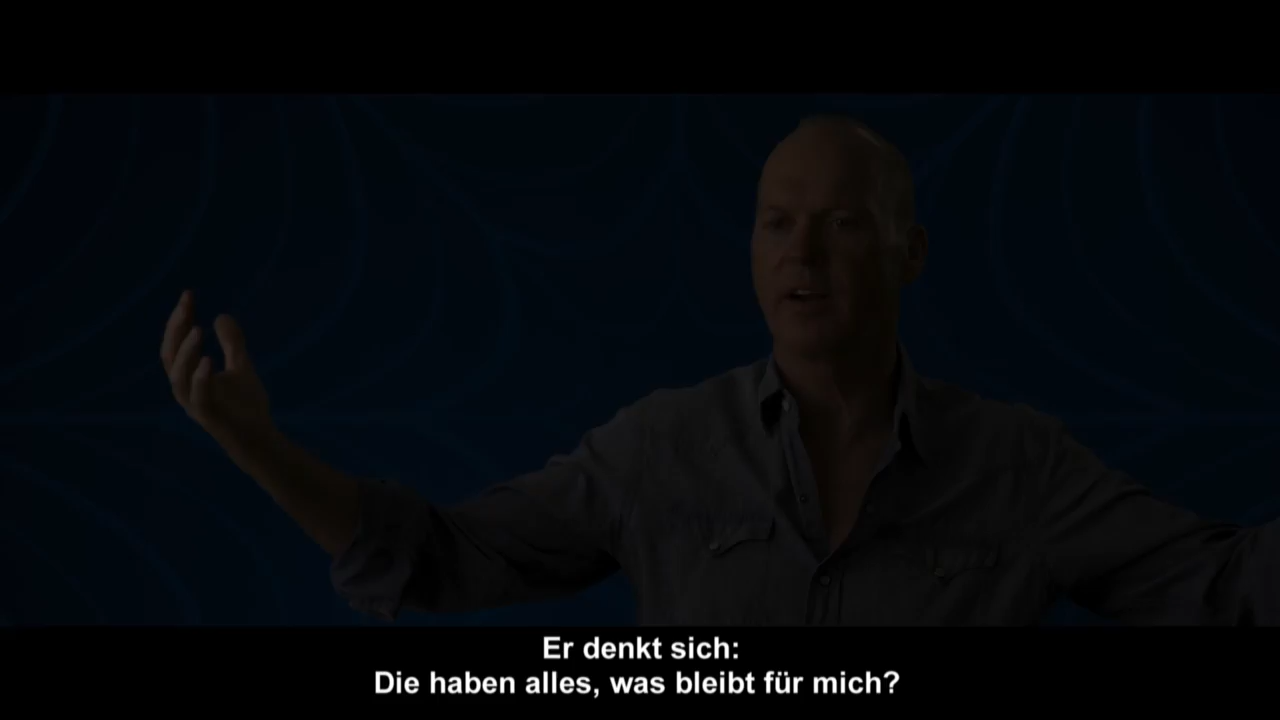 Er denkt sich:
Die haben alles, was bleibt für mich?